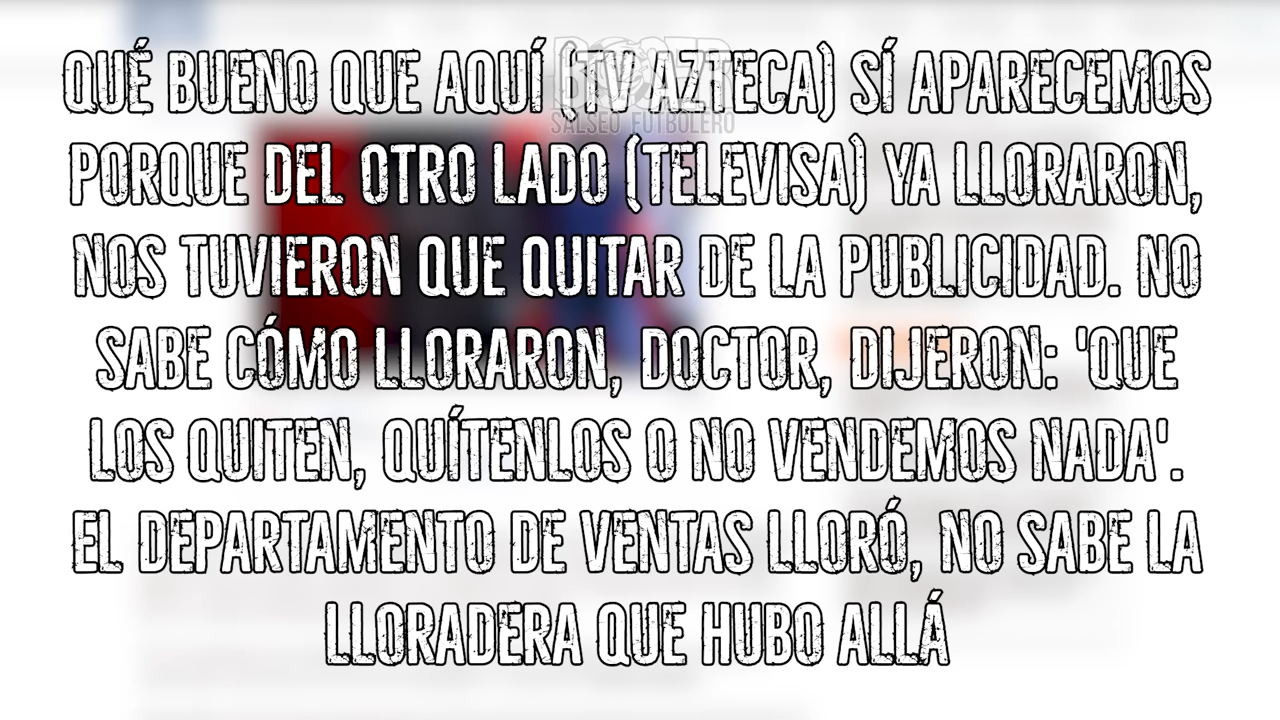 QUÉ BUENO QUE AQUÍ (TV AZTECA) SÍ APARECEMOS
PORQUE DEL OTRO LADO (TELEVISA) YA LLORARON,
NOS TUVIERON QUE QUITAR DE LA PUBLICIDAD. NO
SABE CÓMO LLORARON, DOCTOR, DIJERON: 'QUE
LOS QUITEN, QUÍTENLOS O NO VENDEMOS NADA'.
EL DEPARTAMENTO DE VENTAS LLORÓ, NO SABE LA
LLORADERA QUE HUBO ALLÁ
SALSEO FUTBOLERO